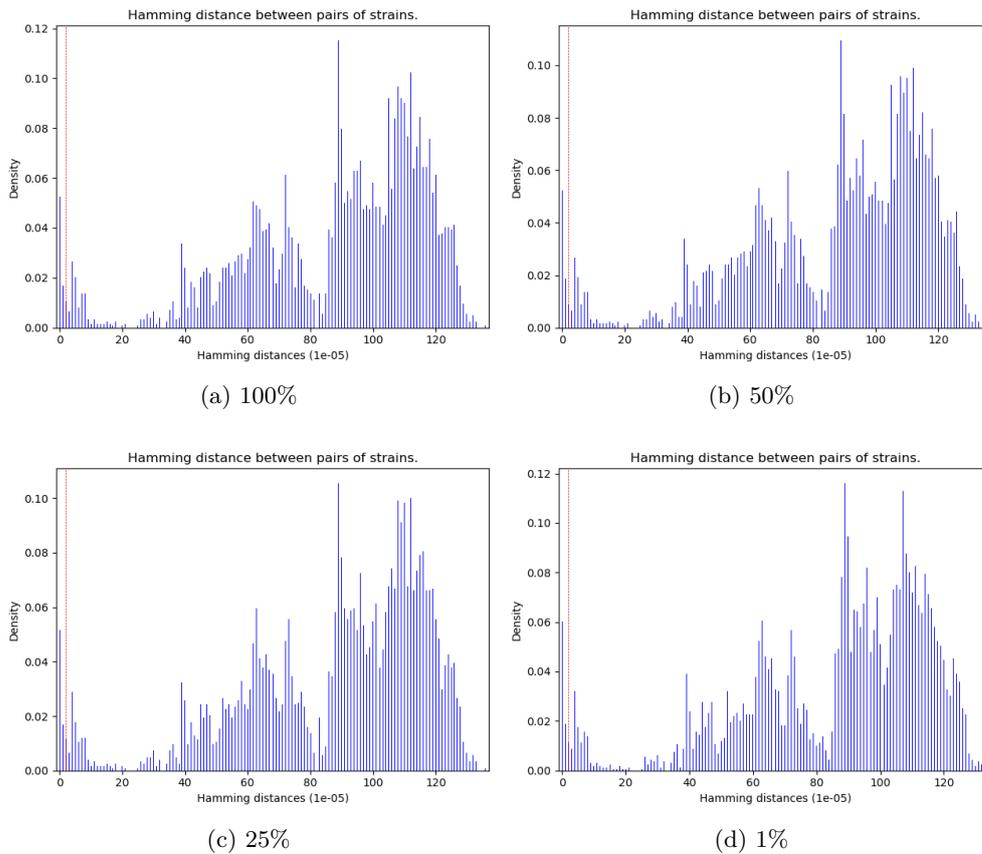 Hamming distance between pairs of strains.
0.12
0.10
0.08
0.06
0.04
0.02
0.00
Density
0 20 40 60 80 100 120
Hamming distances (1e-05)
(a) 100%
Hamming distance between pairs of strains.
0.10
0.08
0.06
0.04
0.02
0.00
Density
0 20 40 60 80 100 120
Hamming distances (1e-05)
(b) 50%
Hamming distance between pairs of strains.
0.10
0.08
0.06
0.04
0.02
0.00
Density
0 20 40 60 80 100 120
Hamming distances (1e-05)
(c) 25%
Hamming distance between pairs of strains.
0.12
0.10
0.08
0.06
0.04
0.02
0.00
Density
0 20 40 60 80 100 120
Hamming distances (1e-05)
(d) 1%